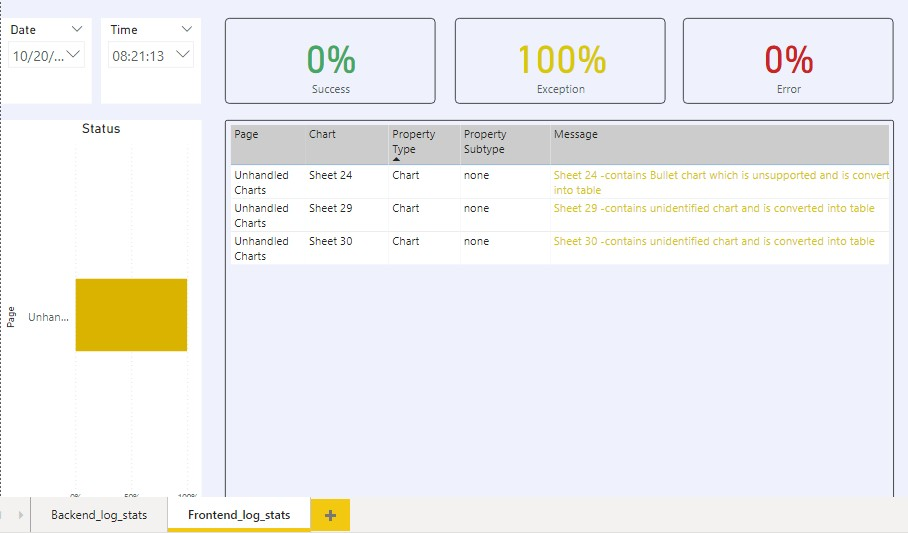 Date
Time
10/20/...
08:21:13
0%
Success
100%
Exception
0%
Error
Status
Page
Unhan...
0%
50%
100%
Page
Chart
Property
Type
Property
Subtype
Message
Unhandled
Charts
Sheet 24
Chart
none
Sheet 24 -contains Bullet chart which is unsupported and is convert
into table
Unhandled
Charts
Sheet 29
Chart
none
Sheet 29 -contains unidentified chart and is converted into table
Unhandled
Charts
Sheet 30
Chart
none
Sheet 30 -contains unidentified chart and is converted into table
Backend_log_stats
Frontend_log_stats
+